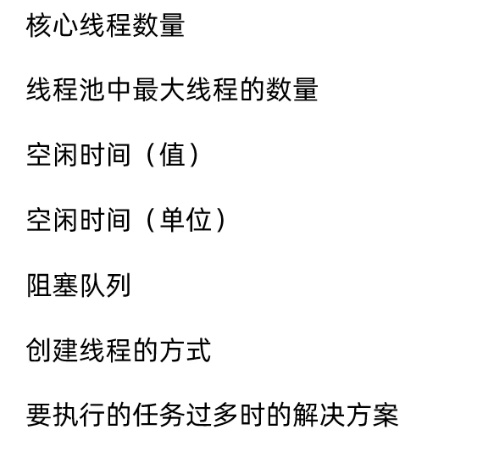 核心线程数量
线程池中最大线程的数量
空闲时间（值）
空闲时间（单位）
阻塞队列
创建线程的方式
要执行的任务过多时的解决方案